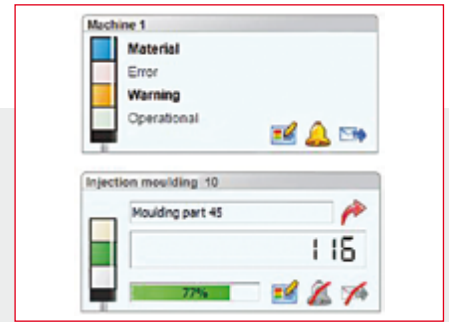 Machine 1
Material
Error
Warning
Operational
Injection moulding 10
Moulding part 45
116
77%